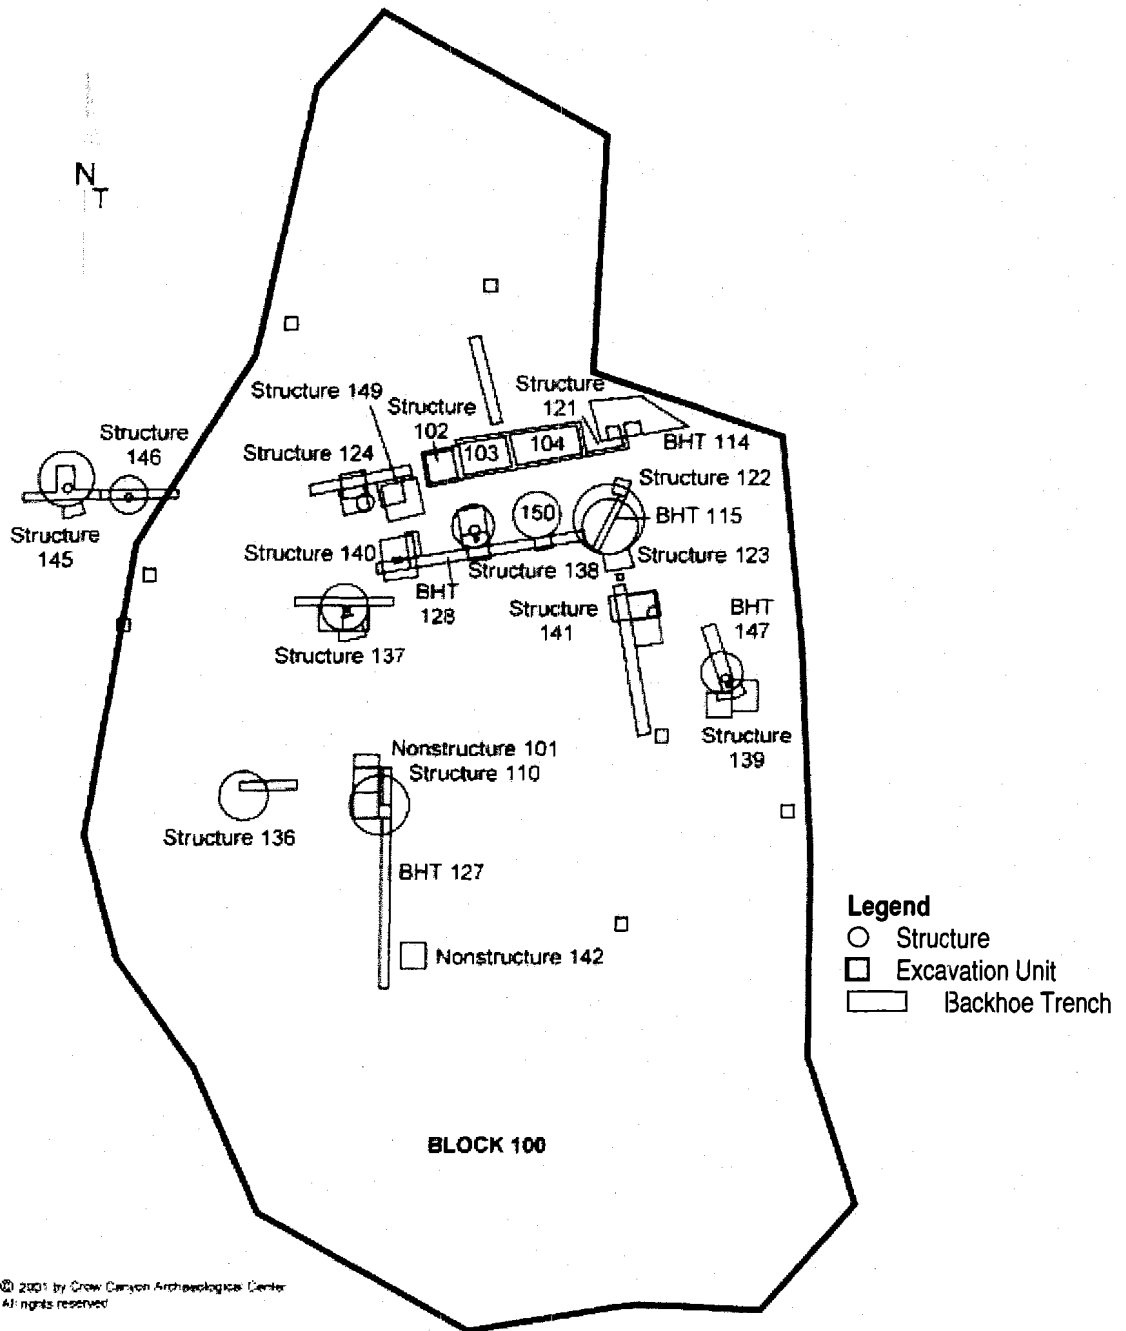 N
T
Structure 149
Structure
102
Structure
121
103
104
BHT 114
Structure 124
Structure
146
Structure 122
150
BHT 115
Structure
145
Structure 140
Structure 138
Structure 123
BHT
128
Structure
141
BHT
147
Structure 137
Structure
139
Nonstructure 101
Structure 110
Structure 136
BHT 127
Nonstructure 142
Legend
Structure
Excavation Unit
Backhoe Trench
BLOCK 100
© 2001 by Crow Canyon Archaeological Center
All rights reserved